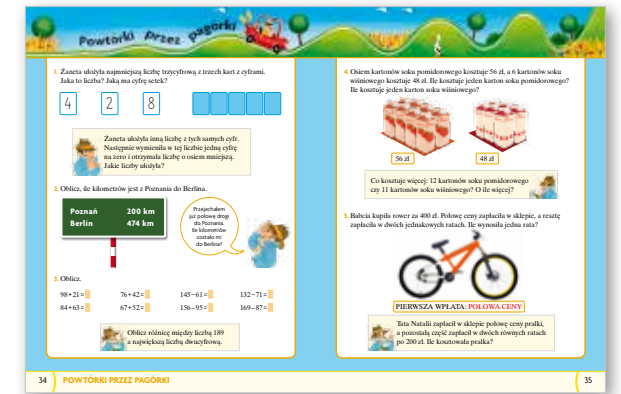 Powtórki przez pagórki
1. Żaneta ułożyła najmniejszą liczbę trzycyfrową z trzech kart z cyframi.
Jaka to liczba? Jaką ma cyfrę setek?
4 2 8
Żaneta ułożyła inną liczbę z tych samych cyfr.
Następnie wymieniła w tej liczbie jedną cyfrę
na zero i otrzymała liczbę o osiem mniejszą.
Jakie liczby ułożyła?
2. Oblicz, ile kilometrów jest z Poznania do Berlina.
Poznań 200 km
Berlin 474 km
Przejechałem
już połowę drogi
do Poznania.
Ile kilometrów
zostało mi
do Berlina?
3. Oblicz.
98+21= 76+42= 145−61= 132−71=
84+63= 67+52= 156−95= 169−87=
Oblicz różnicę między liczbą 189
a największą liczbą dwucyfrową.
34 POWTÓRKI PRZEZ PAGÓRKI
4. Osiem kartonów soku pomidorowego kosztuje 56 zł, a 6 kartonów soku
wiśniowego kosztuje 48 zł. Ile kosztuje jeden karton soku pomidorowego?
Ile kosztuje jeden karton soku wiśniowego?
56 zł 48 zł
Co kosztuje więcej: 12 kartonów soku pomidorowego
czy 11 kartonów soku wiśniowego? O ile więcej?
5. Babcia kupiła rower za 400 zł. Połowę ceny zapłaciła w sklepie, a resztę
zapłaciła w dwóch jednakowych ratach. Ile wynosiła jedna rata?
PIERWSZA WPŁATA: POŁOWA CENY
Tata Natalii zapłacił w sklepie połowę ceny pralki,
a pozostałą część zapłacił w dwóch równych ratach
po 200 zł. Ile kosztowała pralka?
35